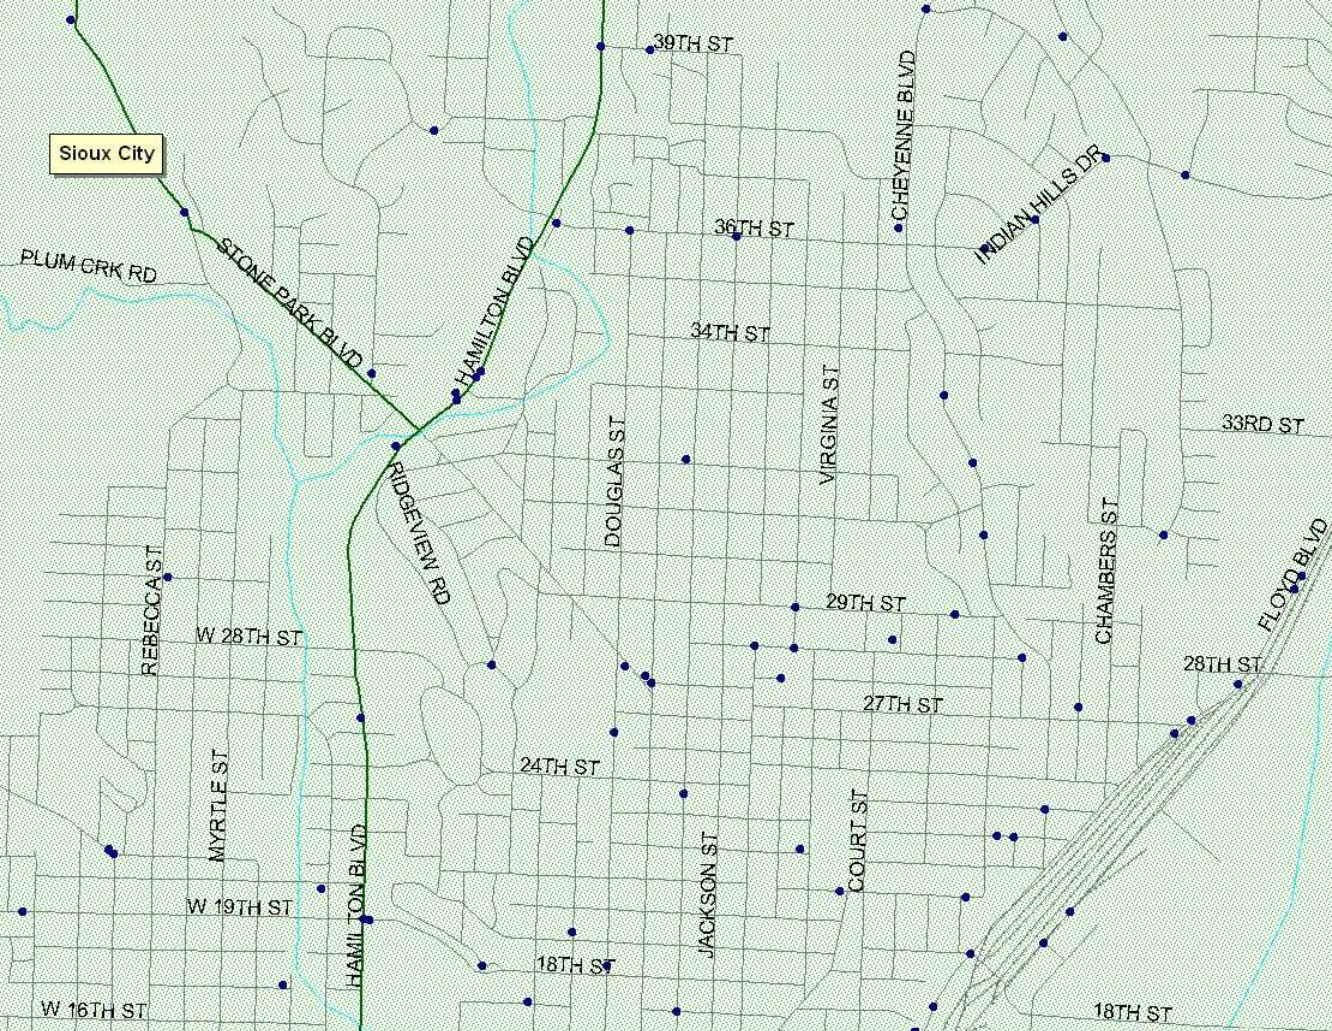 39TH ST
CHEYENNE BLVD
Sioux City
INDIAN HILLS DR
36TH ST
PLUM CRK RD
STONE PARK BLVD
HAMILTON BLVD
34TH ST
VIRGINIA ST
33RD ST
DOUGLAS ST
RIDGEVIEW RD
CHAMBERS ST
FLOYD BLVD
REBECCA ST
29TH ST
W 28TH ST
28TH ST
27TH ST
24TH ST
MYRTLE ST
COURT ST
HAMILTON BLVD
JACKSON ST
W 19TH ST
18TH ST
W 16TH ST
18TH ST